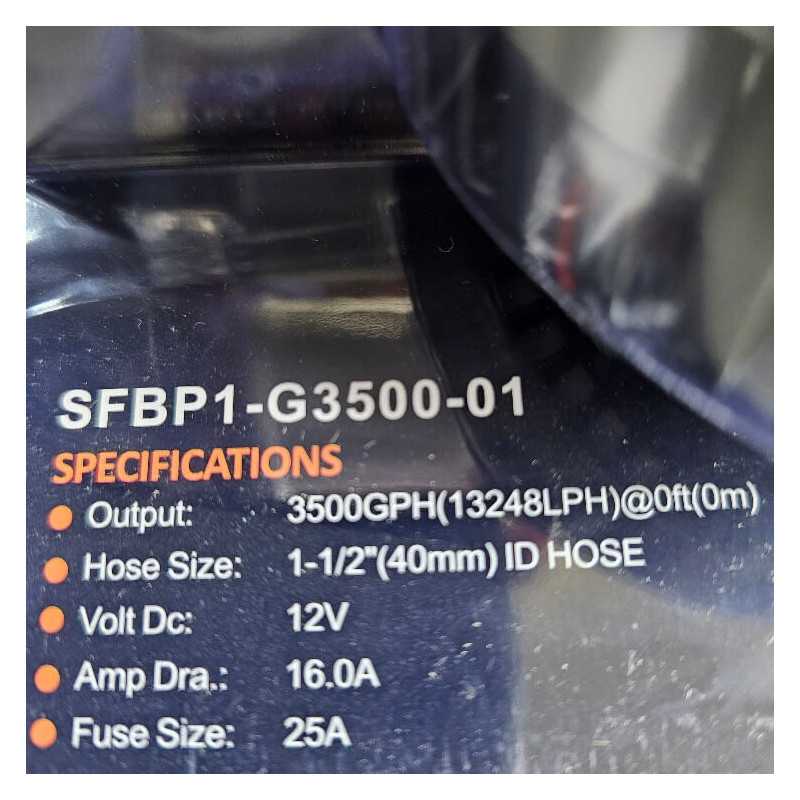 SFBP1-G3500-01
SPECIFICATIONS
Output: 3500GPH(13248LPH)@0ft(0m)
Hose Size: 1-1/2"(40mm) ID HOSE
Volt Dc: 12V
Amp Dra.: 16.0A
Fuse Size: 25A